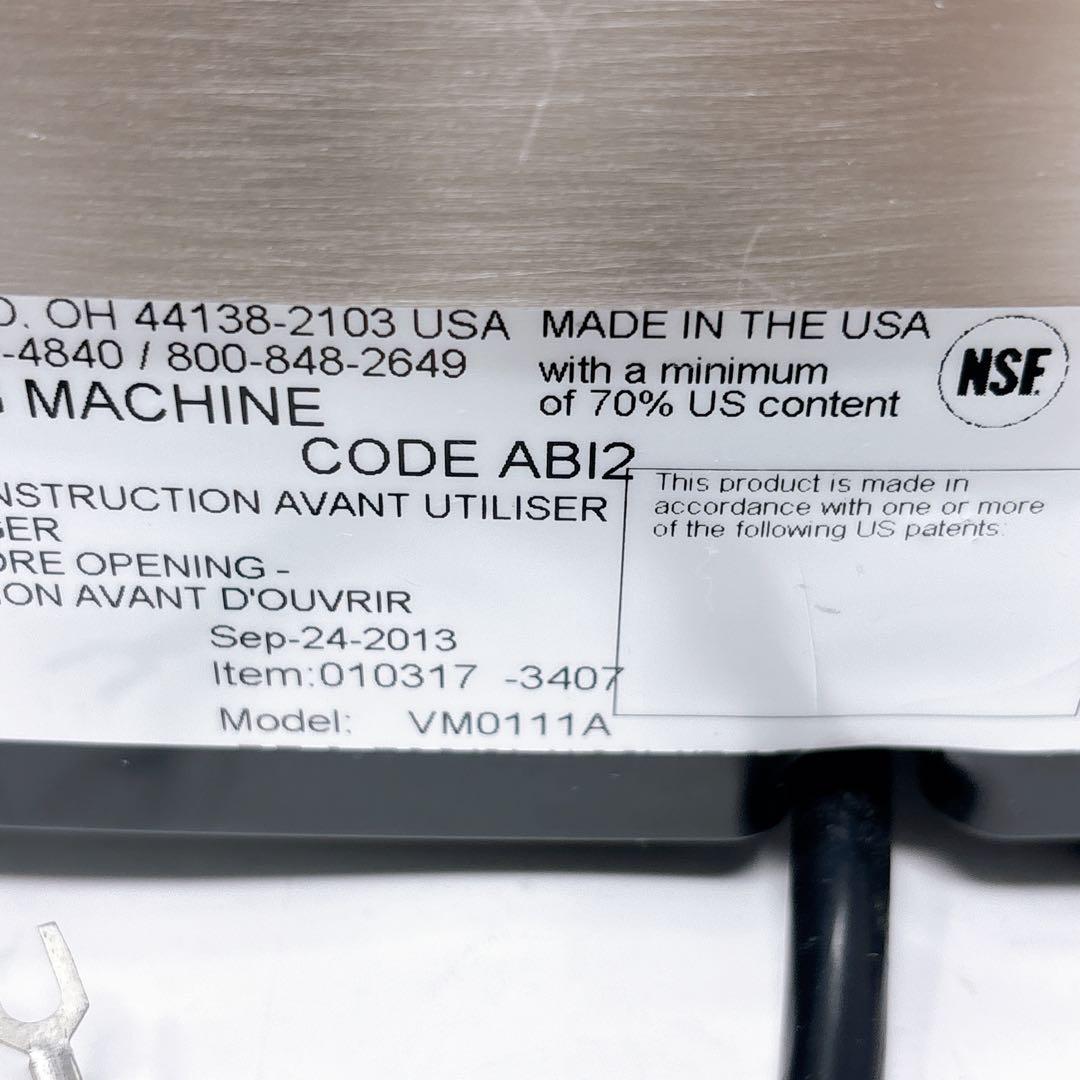 OH 44138-2103 USA
-4840 / 800-848-2649
MACHINE
CODE ABI2
NSTRUCTION AVANT UTILISER
GER
ORE OPENING -
ON AVANT D'OUVRIR
Sep-24-2013
Item:010317 -3407
Model: VM0111A
MADE IN THE USA
with a minimum
of 70% US content
NSF.
This product is made in
accordance with one or more
of the following US patents: